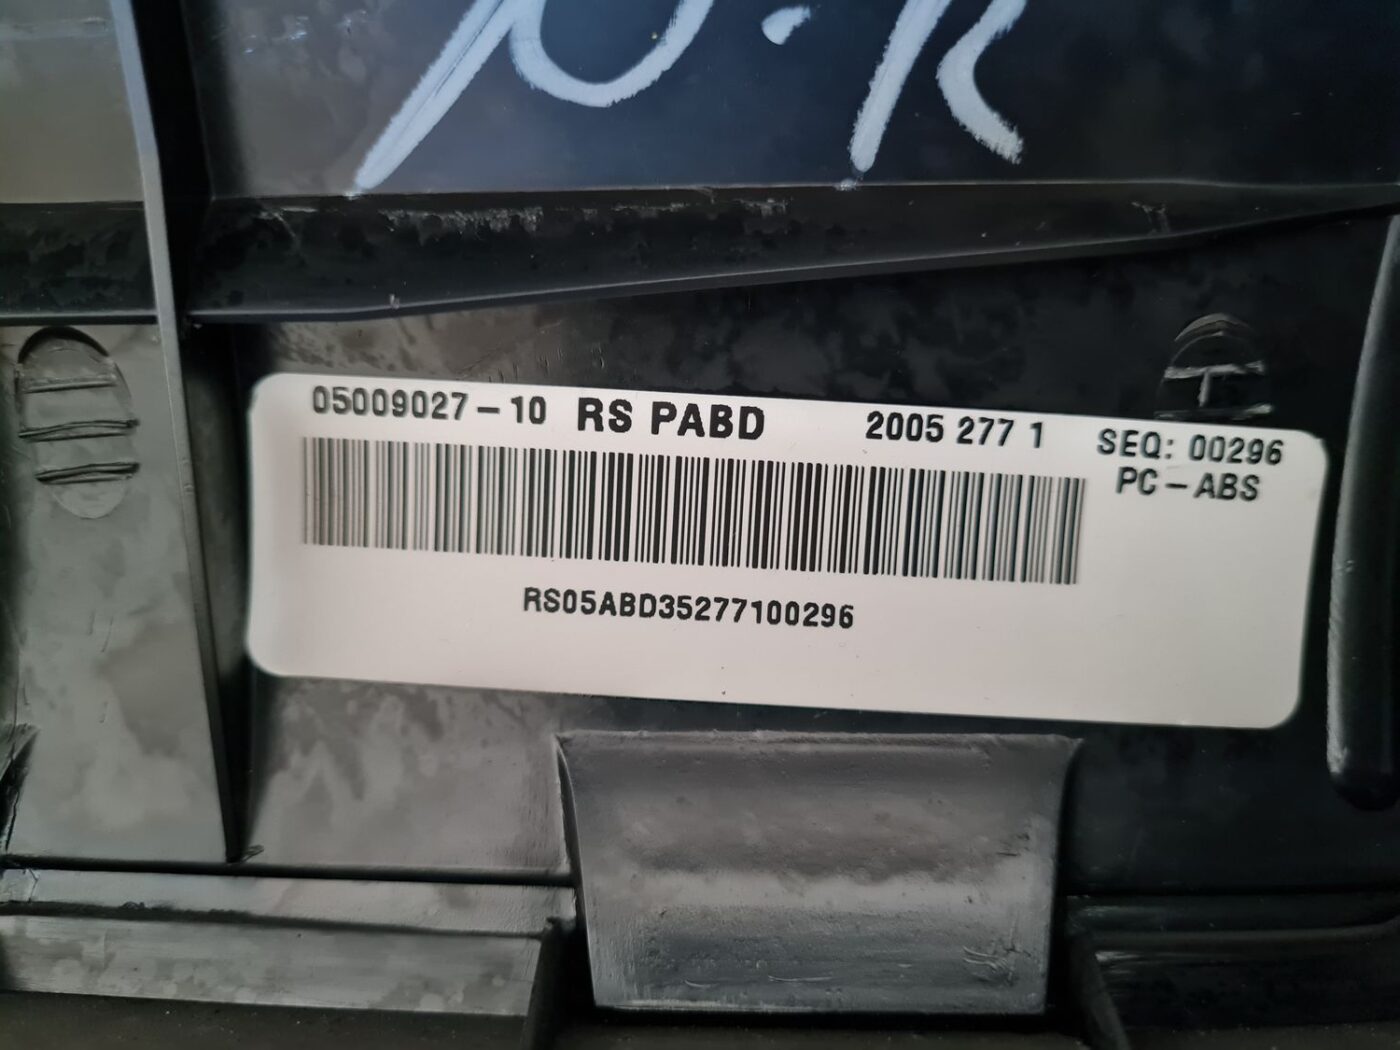 05009027-10 RS PABD 2005 277 1 SEQ: 00296
PC-ABS
RS05ABD35277100296